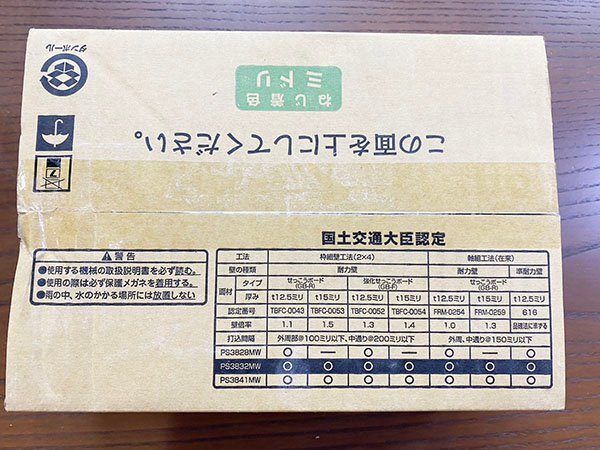 ダンボール
ねじ着色
ミドリ
この面を上にしてください。
7
国土交通大臣認定
警告
●使用する機械の取扱説明書を必ず読む。
●使用の際は必ず保護メガネを着用する。
●雨の中、水のかかる場所には放置しない
工法 枠組壁工法(2×4) 軸組工法(在来)
壁の種類 耐力壁 耐力壁 準耐力壁
面材 タイプ せっこうボード(GB-R) 強化せっこうボード(GB-F) せっこうボード(GB-R)
厚み t12.5ミリ t15ミリ t12.5ミリ t15ミリ t12.5ミリ t15ミリ t12.5ミリ
認定番号 TBFC-0043 TBFC-0053 TBFC-0052 TBFC-0054 FRM-0254 FRM-0259 616
壁倍率 1.1 1.5 1.3 1.4 1.0 1.3 品確法に準ずる
打込間隔 外周部@100ミリ以下、中通り@200ミリ以下 外周、中通り@150ミリ以下
PS3828MW ○ — ○ — ○ — ○
PS3832MW ○ ○ ○ ○ ○ ○ ○
PS3841MW ○ ○ ○ ○ ○ ○ ○